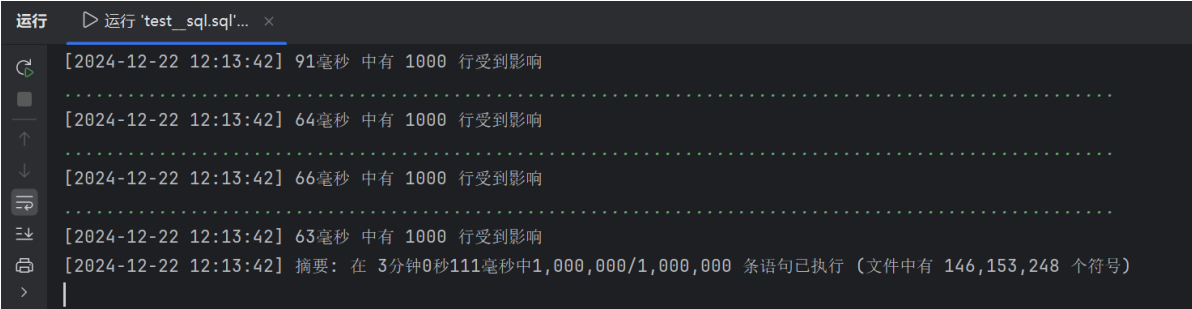 运行 运行 'test__sql.sql'... ×
[2024-12-22 12:13:42] 91毫秒 中有 1000 行受到影响
[2024-12-22 12:13:42] 64毫秒 中有 1000 行受到影响
[2024-12-22 12:13:42] 66毫秒 中有 1000 行受到影响
[2024-12-22 12:13:42] 63毫秒 中有 1000 行受到影响
[2024-12-22 12:13:42] 摘要: 在 3分钟0秒111毫秒中1,000,000/1,000,000 条语句已执行 (文件中有 146,153,248 个符号)